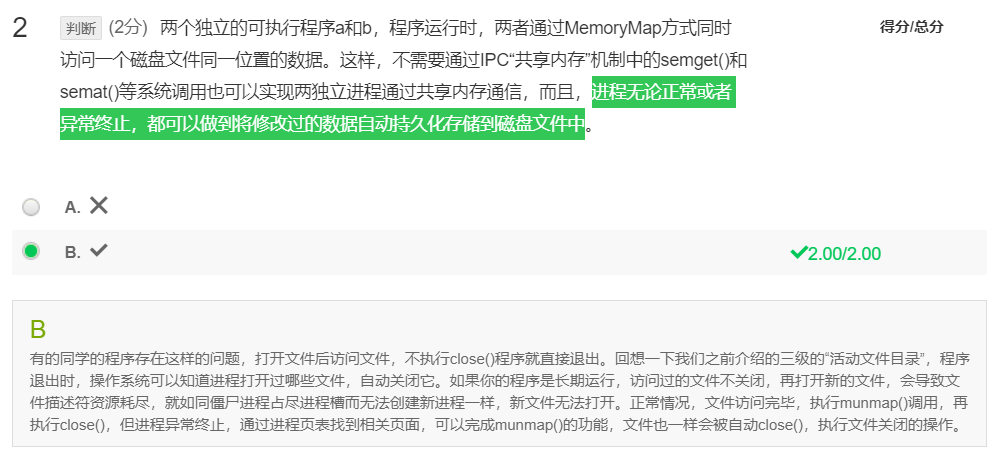 2 判断 (2分) 两个独立的可执行程序a和b，程序运行时，两者通过MemoryMap方式同时 得分/总分
访问一个磁盘文件同一位置的数据。这样，不需要通过IPC“共享内存”机制中的semget()和
semat()等系统调用也可以实现两独立进程通过共享内存通信，而且，进程无论正常或者
异常终止，都可以做到将修改过的数据自动持久化存储到磁盘文件中。
A. ✕
B. ✓ ✓2.00/2.00
B
有的同学的程序存在这样的问题，打开文件后访问文件，不执行close()程序就直接退出。回想一下我们之前介绍的三级的“活动文件目录”，程序
退出时，操作系统可以知道进程打开过哪些文件，自动关闭它。如果你的程序是长期运行，访问过的文件不关闭，再打开新的文件，会导致文
件描述符资源耗尽，就如同僵尸进程占尽进程槽而无法创建新进程一样，新文件无法打开。正常情况，文件访问完毕，执行munmap()调用，再
执行close()，但进程异常终止，通过进程页表找到相关页面，可以完成munmap()的功能，文件也一样会被自动close()，执行文件关闭的操作。